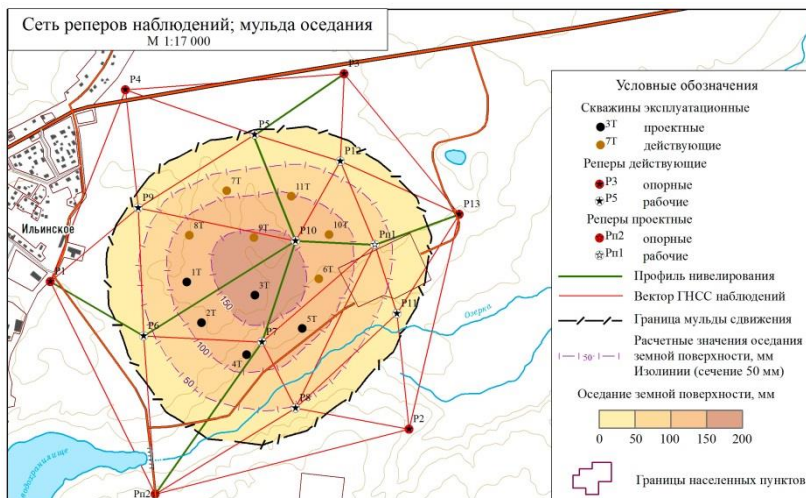 Сеть реперов наблюдений; мульда оседания
М 1:17 000
Р4
Р3
Р5
Р12
7Т
11Т
Р9
Р13
8Т
9Т
Р10
10Т
Рп1
Ильинское
Р1
1Т
3Т
6Т
150
Р11
Озерка
Р6
2Т
Р7
5Т
100
4Т
50
Р8
Р2
водохранилище
Рп2
Условные обозначения
Скважины эксплуатационные
3Т проектные
7Т действующие
Реперы действующие
Р3 опорные
Р5 рабочие
Реперы проектные
Рп2 опорные
Рп1 рабочие
Профиль нивелирования
Вектор ГНСС наблюдений
Граница мульды сдвижения
Расчетные значения оседания
50 земной поверхности, мм
Изолинии (сечение 50 мм)
Оседание земной поверхности, мм
0 50 100 150 200
Границы населенных пунктов